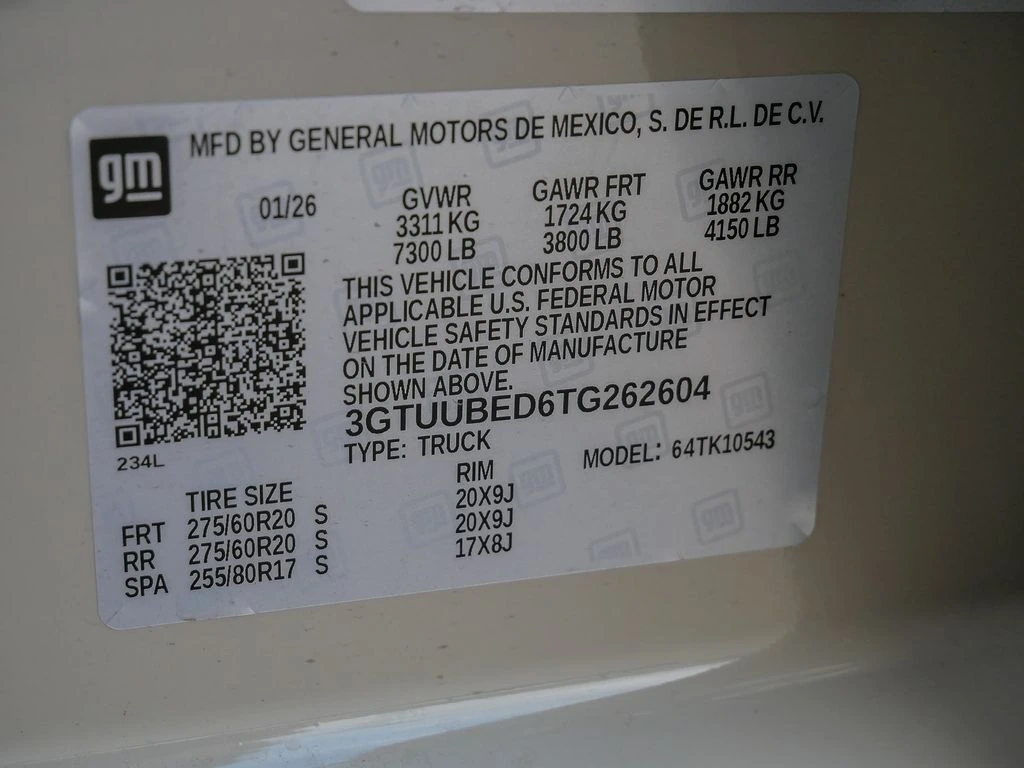 gm
MFD BY GENERAL MOTORS DE MEXICO, S. DE R.L. DE C.V.
01/26 GVWR GAWR FRT GAWR RR
3311 KG 1724 KG 1882 KG
7300 LB 3800 LB 4150 LB
THIS VEHICLE CONFORMS TO ALL
APPLICABLE U.S. FEDERAL MOTOR
VEHICLE SAFETY STANDARDS IN EFFECT
ON THE DATE OF MANUFACTURE
SHOWN ABOVE.
3GTUUBED6TG262604
TYPE: TRUCK MODEL: 64TK10543
234L
TIRE SIZE RIM
FRT 275/60R20 S 20X9J
RR 275/60R20 S 20X9J
SPA 255/80R17 S 17X8J